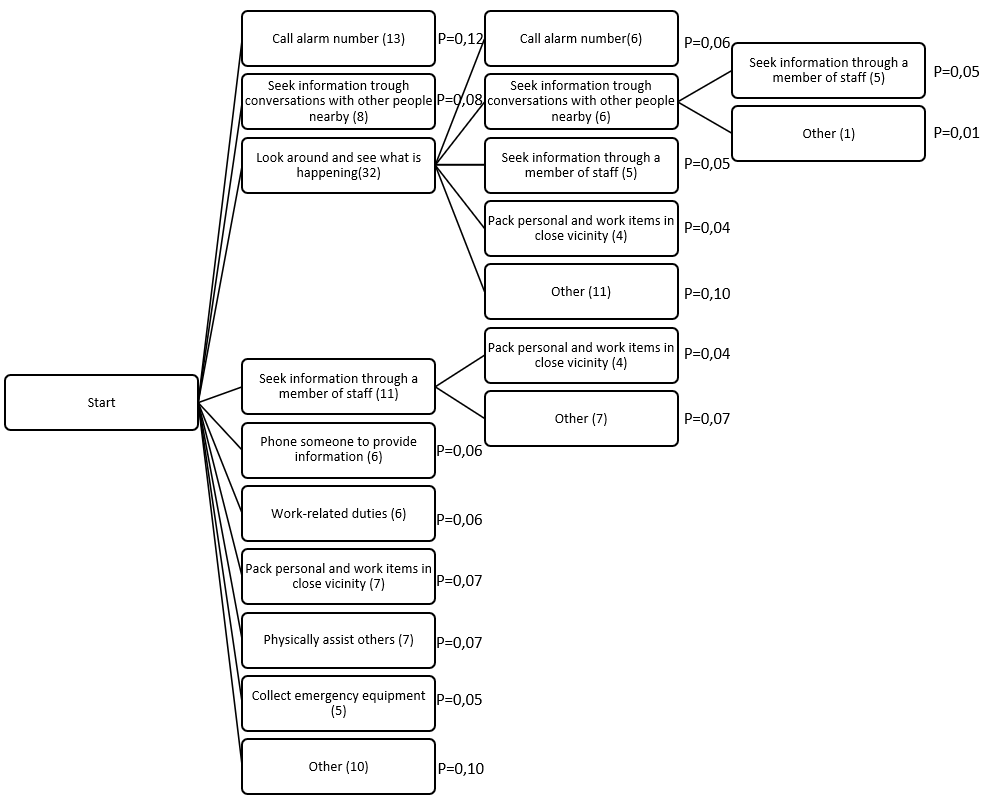 Start
Call alarm number (13)
P=0,12
Seek information trough
conversations with other people
nearby (8)
P=0,08
Look around and see what is
happening(32)
Call alarm number(6)
P=0,06
Seek information trough
conversations with other people
nearby (6)
Seek information through a
member of staff (5)
P=0,05
Other (1)
P=0,01
Seek information through a
member of staff (5)
P=0,05
Pack personal and work items in
close vicinity (4)
P=0,04
Other (11)
P=0,10
Seek information through a
member of staff (11)
Pack personal and work items in
close vicinity (4)
P=0,04
Other (7)
P=0,07
Phone someone to provide
information (6)
P=0,06
Work-related duties (6)
P=0,06
Pack personal and work items in
close vicinity (7)
P=0,07
Physically assist others (7)
P=0,07
Collect emergency equipment
(5)
P=0,05
Other (10)
P=0,10